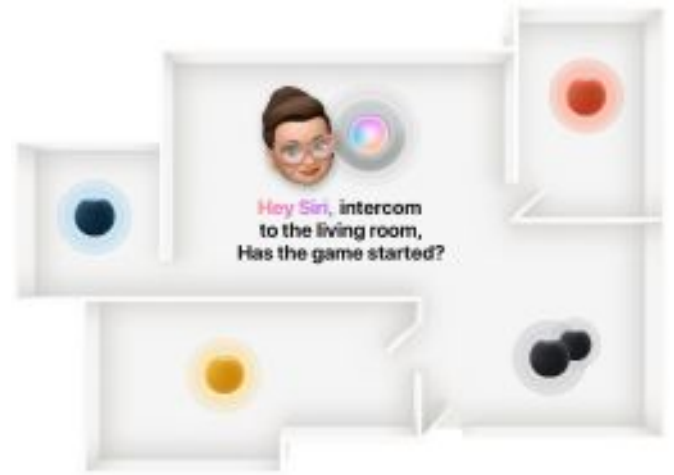 Hey Siri, intercom
to the living room,
Has the game started?